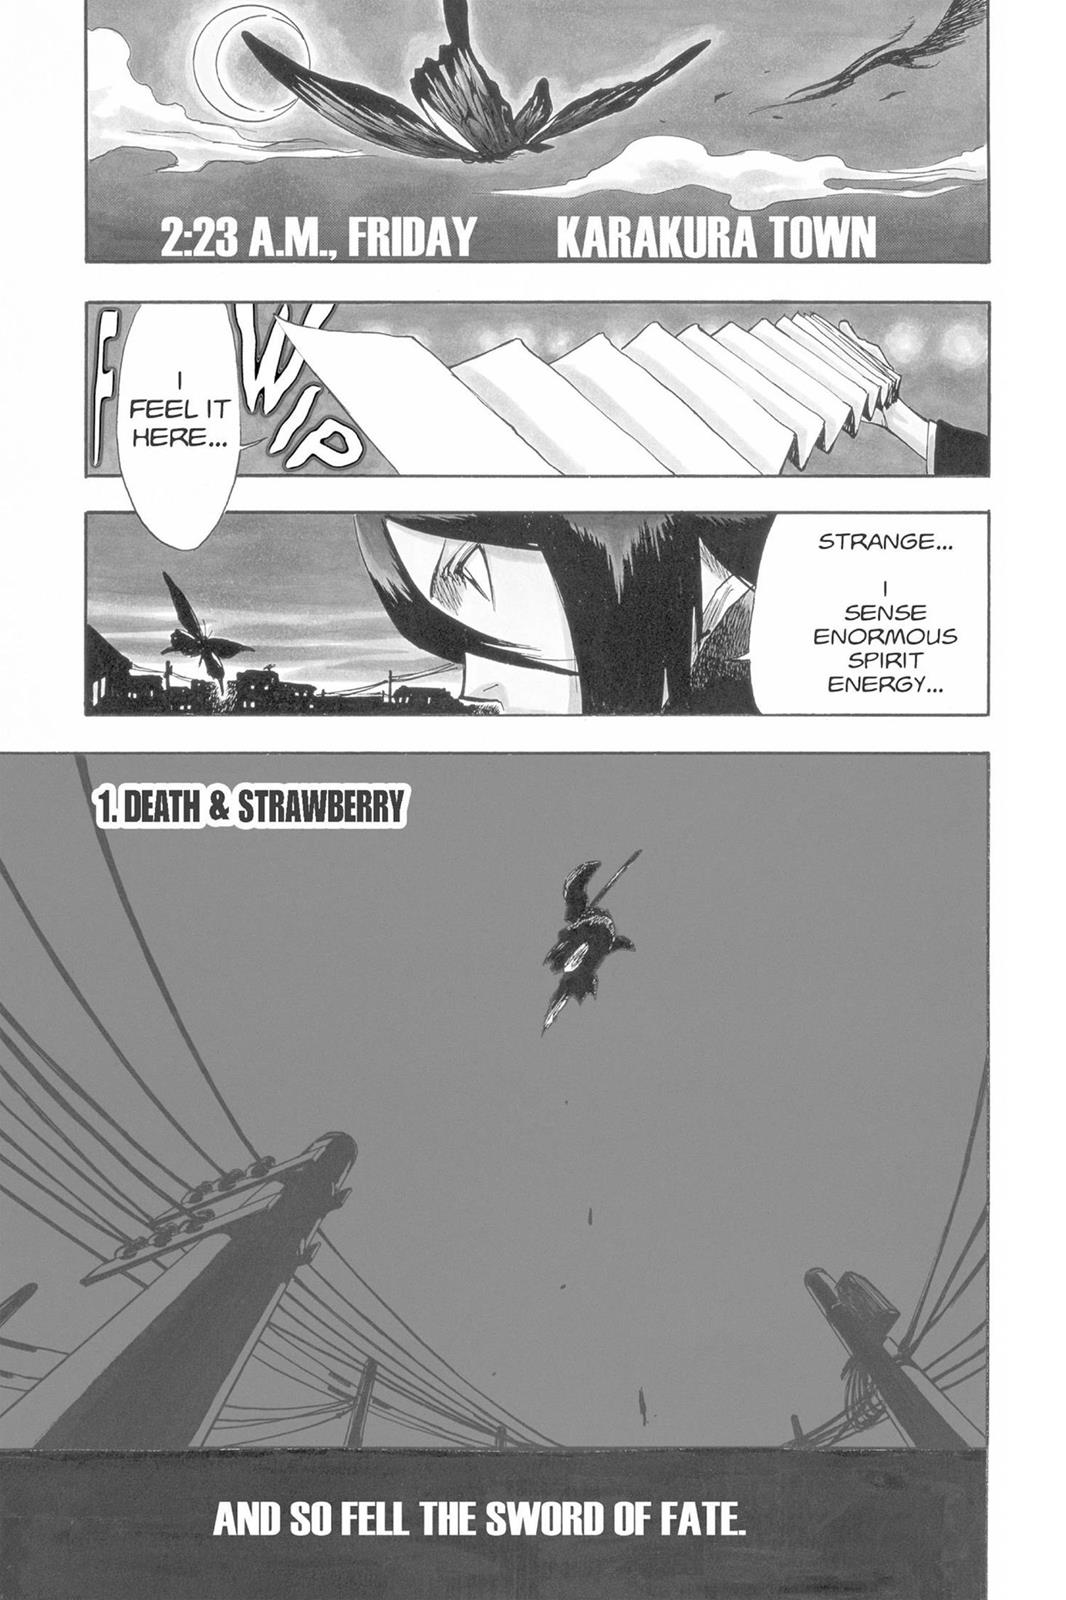 2:23 A.M., FRIDAY
KARAKURA TOWN
WIP
I
FEEL IT
HERE...
STRANGE...
I
SENSE
ENORMOUS
SPIRIT
ENERGY...
1. DEATH & STRAWBERRY
AND SO FELL THE SWORD OF FATE.